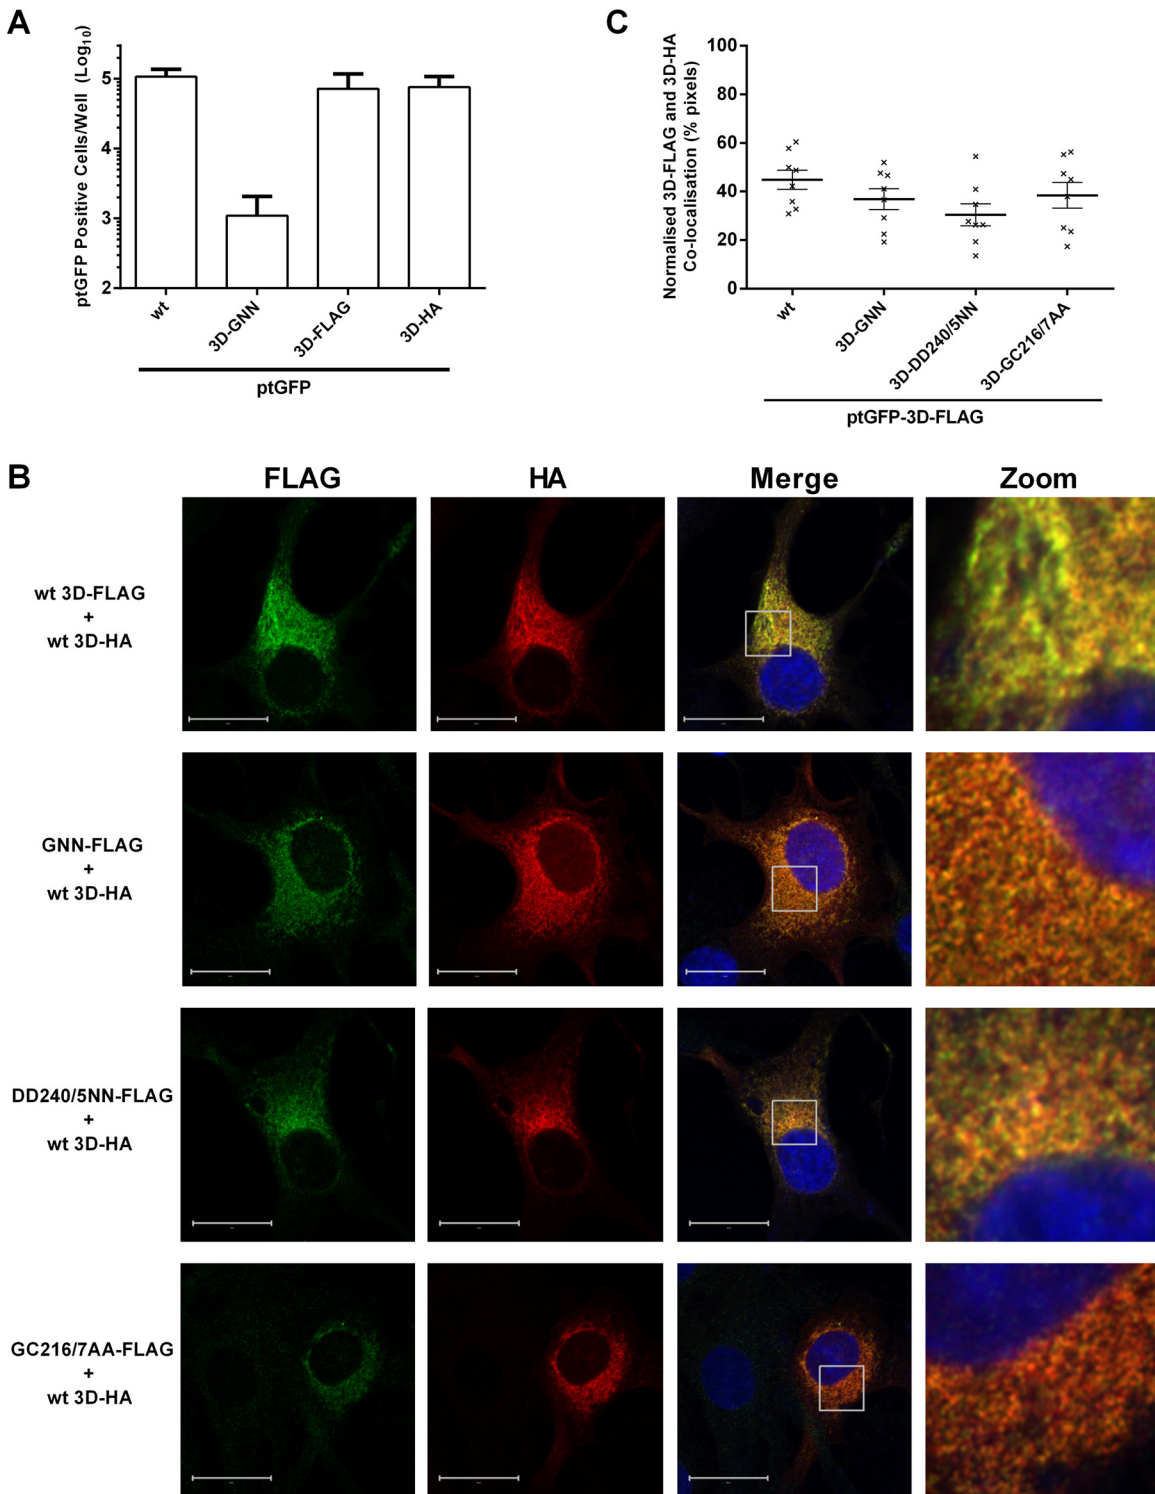 A
ptGFP Positive Cells/Well (Log10)
5
4
3
2
wt
3D-GNN
3D-FLAG
3D-HA
ptGFP
C
Normalised 3D-FLAG and 3D-HA
Co-localisation (% pixels)
100
80
60
40
20
0
wt
3D-GNN
3D-DD240/5NN
3D-GC216/7AA
ptGFP-3D-FLAG
B
FLAG
HA
Merge
Zoom
wt 3D-FLAG
+
wt 3D-HA
GNN-FLAG
+
wt 3D-HA
DD240/5NN-FLAG
+
wt 3D-HA
GC216/7AA-FLAG
+
wt 3D-HA